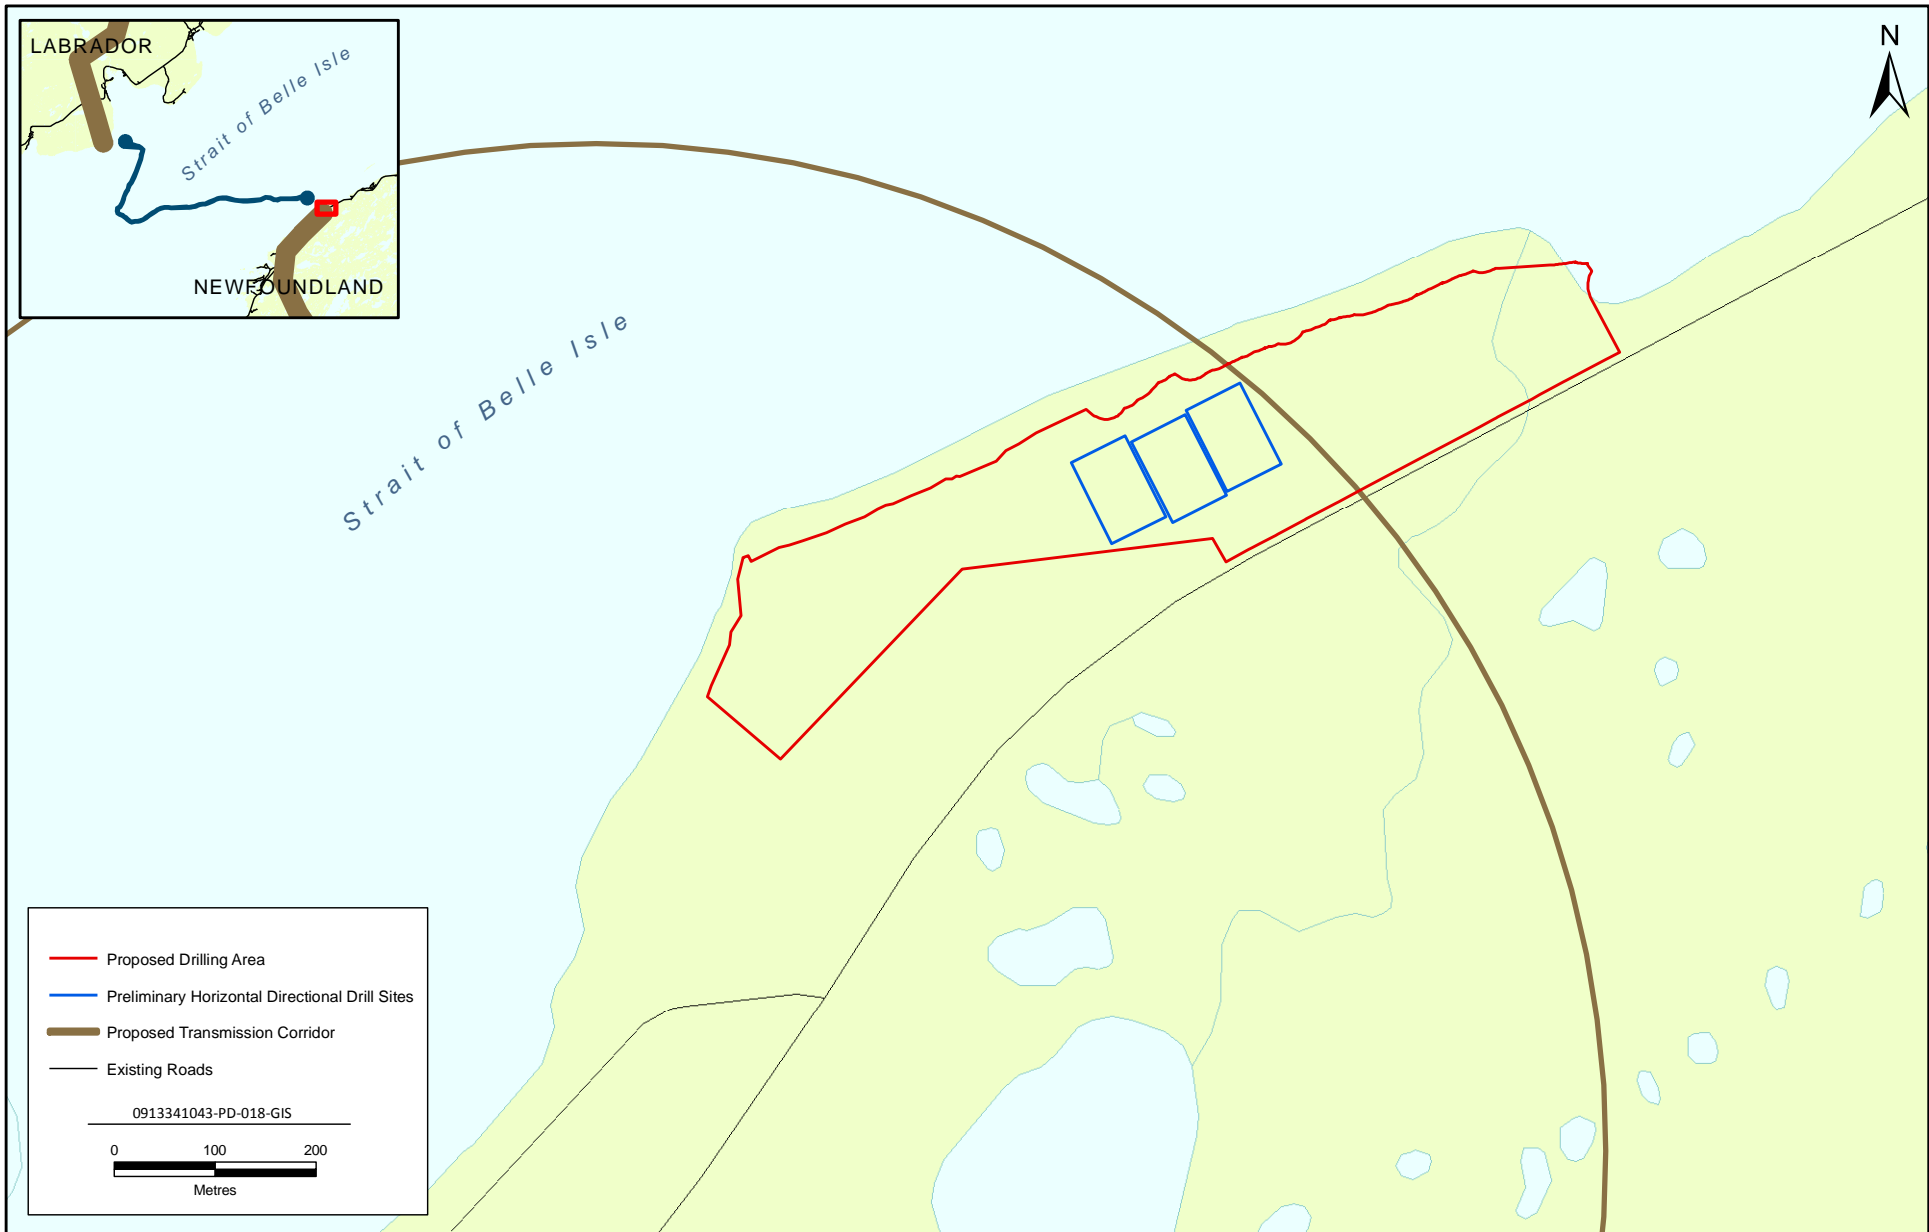 LABRADOR
Strait of Belle Isle
NEWFOUNDLAND
N
Strait of Belle Isle
Proposed Drilling Area
Preliminary Horizontal Directional Drill Sites
Proposed Transmission Corridor
Existing Roads
0913341043-PD-018-GIS
0 100 200
Metres